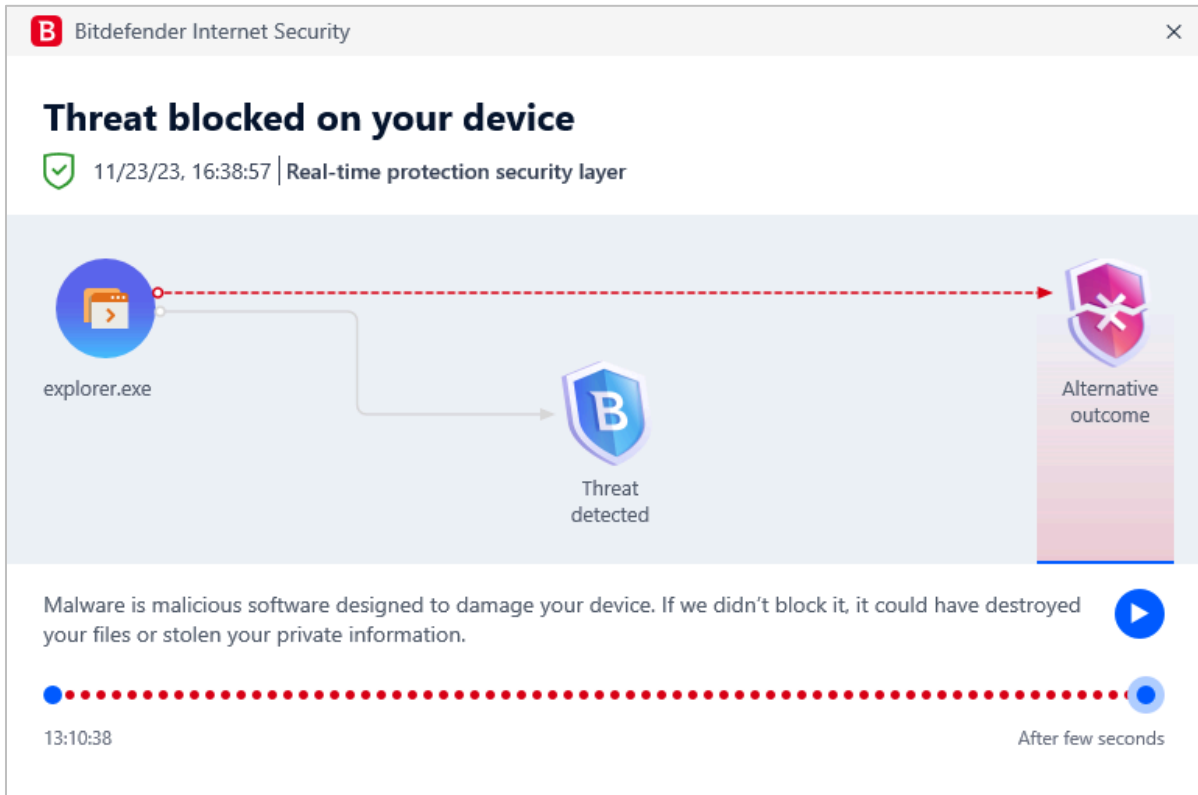 B Bitdefender Internet Security
Threat blocked on your device
11/23/23, 16:38:57 | Real-time protection security layer
explorer.exe
B
Threat
detected
Alternative
outcome
Malware is malicious software designed to damage your device. If we didn’t block it, it could have destroyed
your files or stolen your private information.
13:10:38
After few seconds